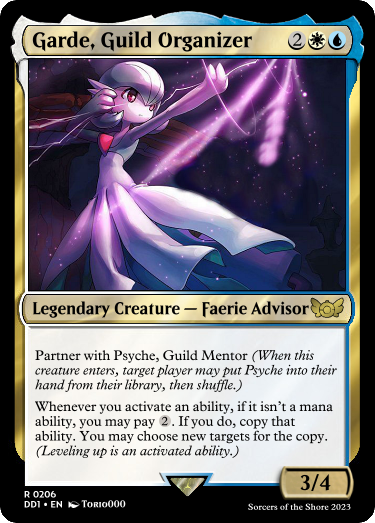 Garde, Guild Organizer 2
Legendary Creature — Faerie Advisor
Partner with Psyche, Guild Mentor (When this
creature enters, target player may put Psyche into their
hand from their library, then shuffle.)
Whenever you activate an ability, if it isn't a mana
ability, you may pay 2. If you do, copy that
ability. You may choose new targets for the copy.
(Leveling up is an activated ability.)
3/4
R 0206
DD1 • EN Torio000
Sorcers of the Shore 2023